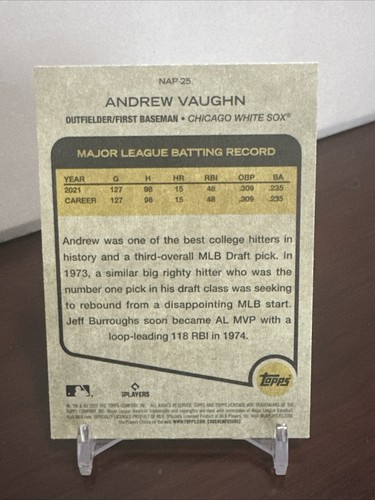 NAP-25
ANDREW VAUGHN
OUTFIELDER/FIRST BASEMAN • CHICAGO WHITE SOX®
MAJOR LEAGUE BATTING RECORD
YEAR G H HR RBI OBP BA
2021 127 98 15 48 .309 .235
CAREER 127 98 15 48 .309 .235
Andrew was one of the best college hitters in
history and a third-overall MLB Draft pick. In
1973, a similar big righty hitter who was the
number one pick in his draft class was seeking
to rebound from a disappointing MLB start.
Jeff Burroughs soon became AL MVP with a
loop-leading 118 RBI in 1974.
Topps
PLAYERS